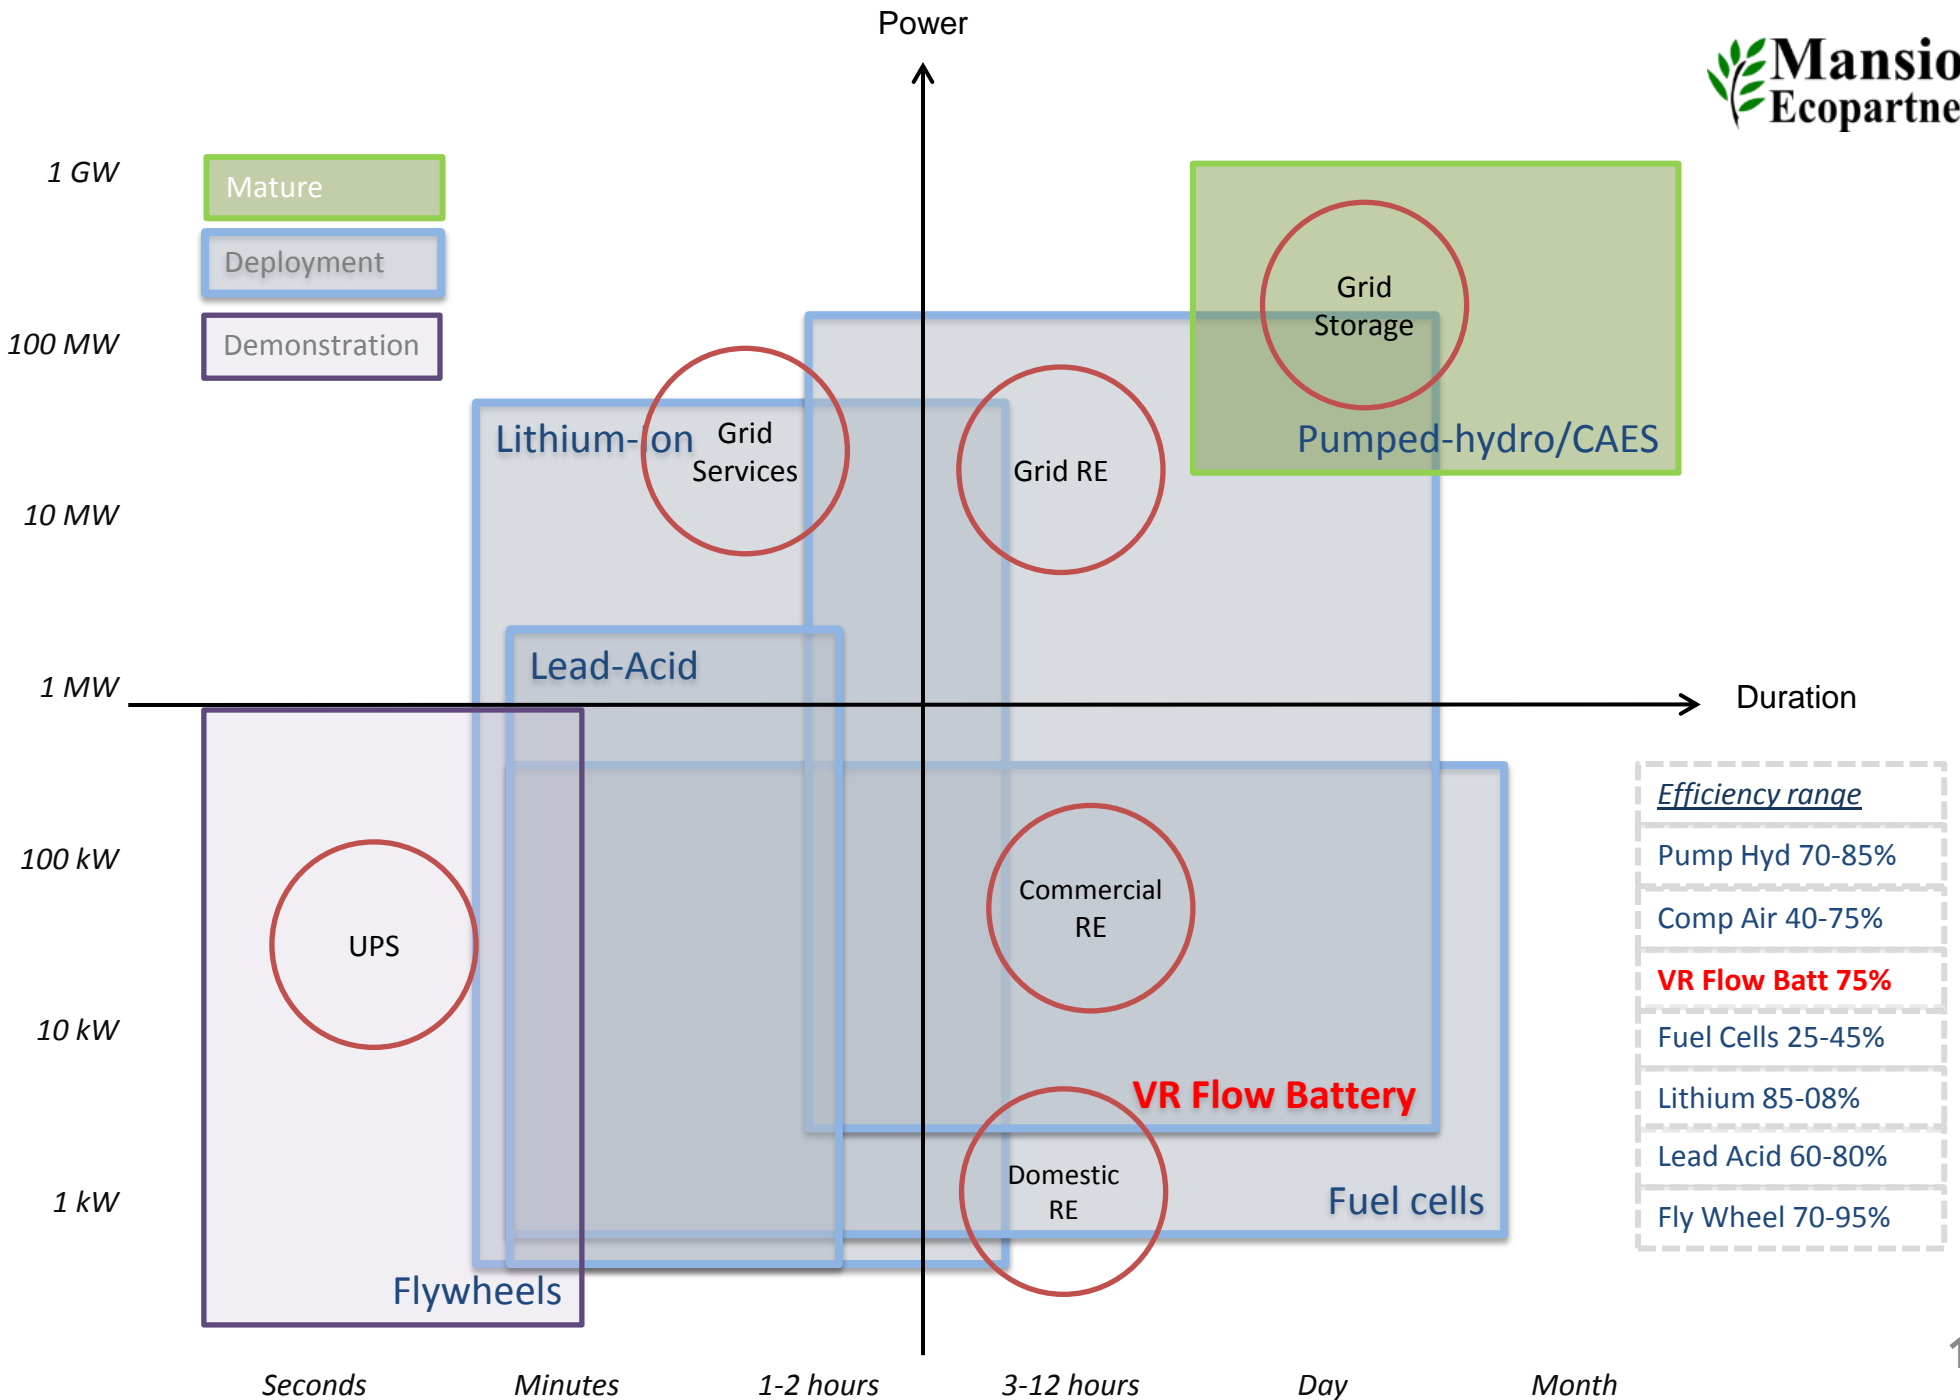 Power
Mansio
Ecopartne
1 GW
100 MW
10 MW
1 MW
100 kW
10 kW
1 kW
Mature
Deployment
Demonstration
Grid
Storage
Lithium-ion
Grid
Services
Grid RE
Pumped-hydro/CAES
Lead-Acid
Duration
UPS
Commercial
RE
VR Flow Battery
Domestic
RE
Fuel cells
Flywheels
Efficiency range
Pump Hyd 70-85%
Comp Air 40-75%
VR Flow Batt 75%
Fuel Cells 25-45%
Lithium 85-08%
Lead Acid 60-80%
Fly Wheel 70-95%
Seconds
Minutes
1-2 hours
3-12 hours
Day
Month